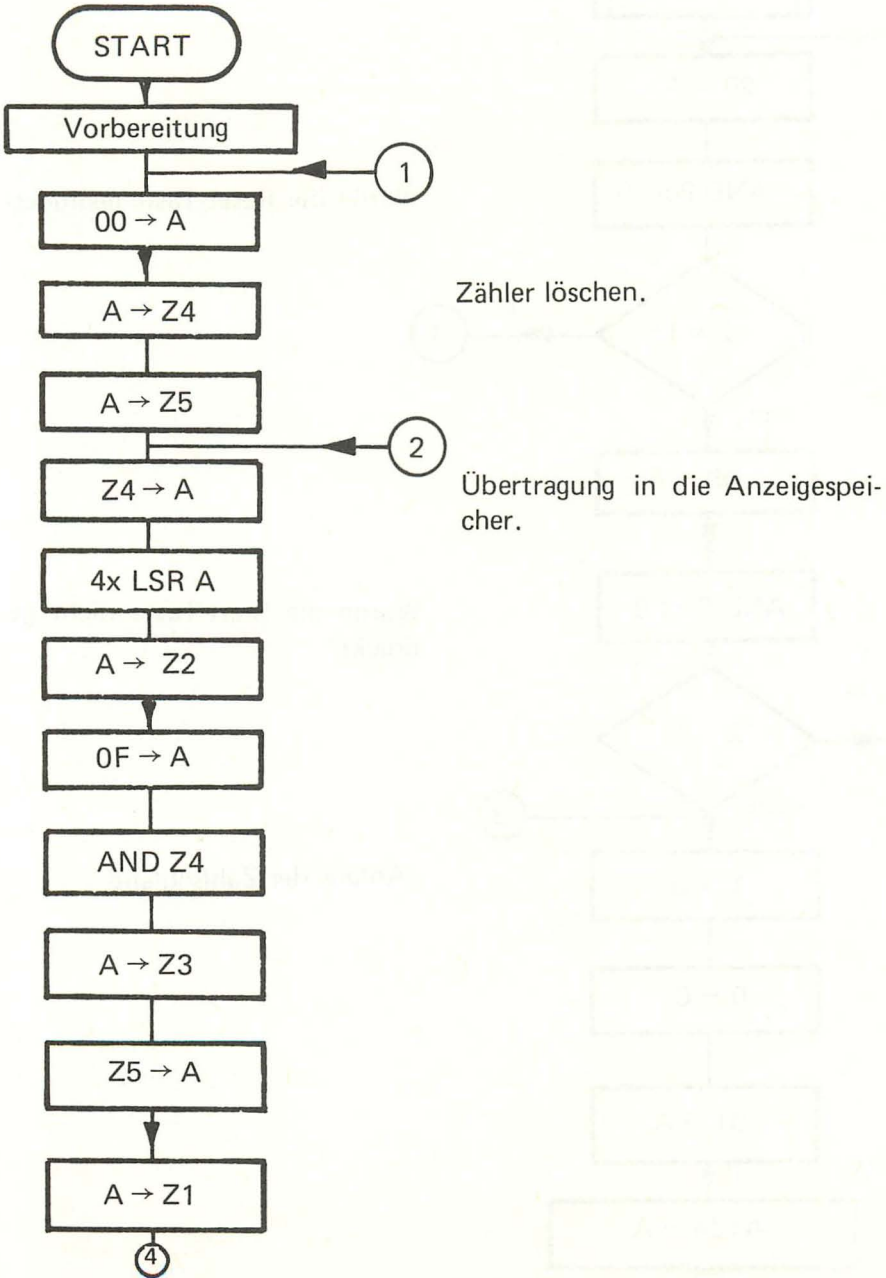 START
Vorbereitung
1
00 → A
A → Z4
Zähler löschen.
A → Z5
2
Z4 → A
Übertragung in die Anzeigespei-
cher.
4x LSR A
A → Z2
0F → A
AND Z4
A → Z3
Z5 → A
A → Z1
4